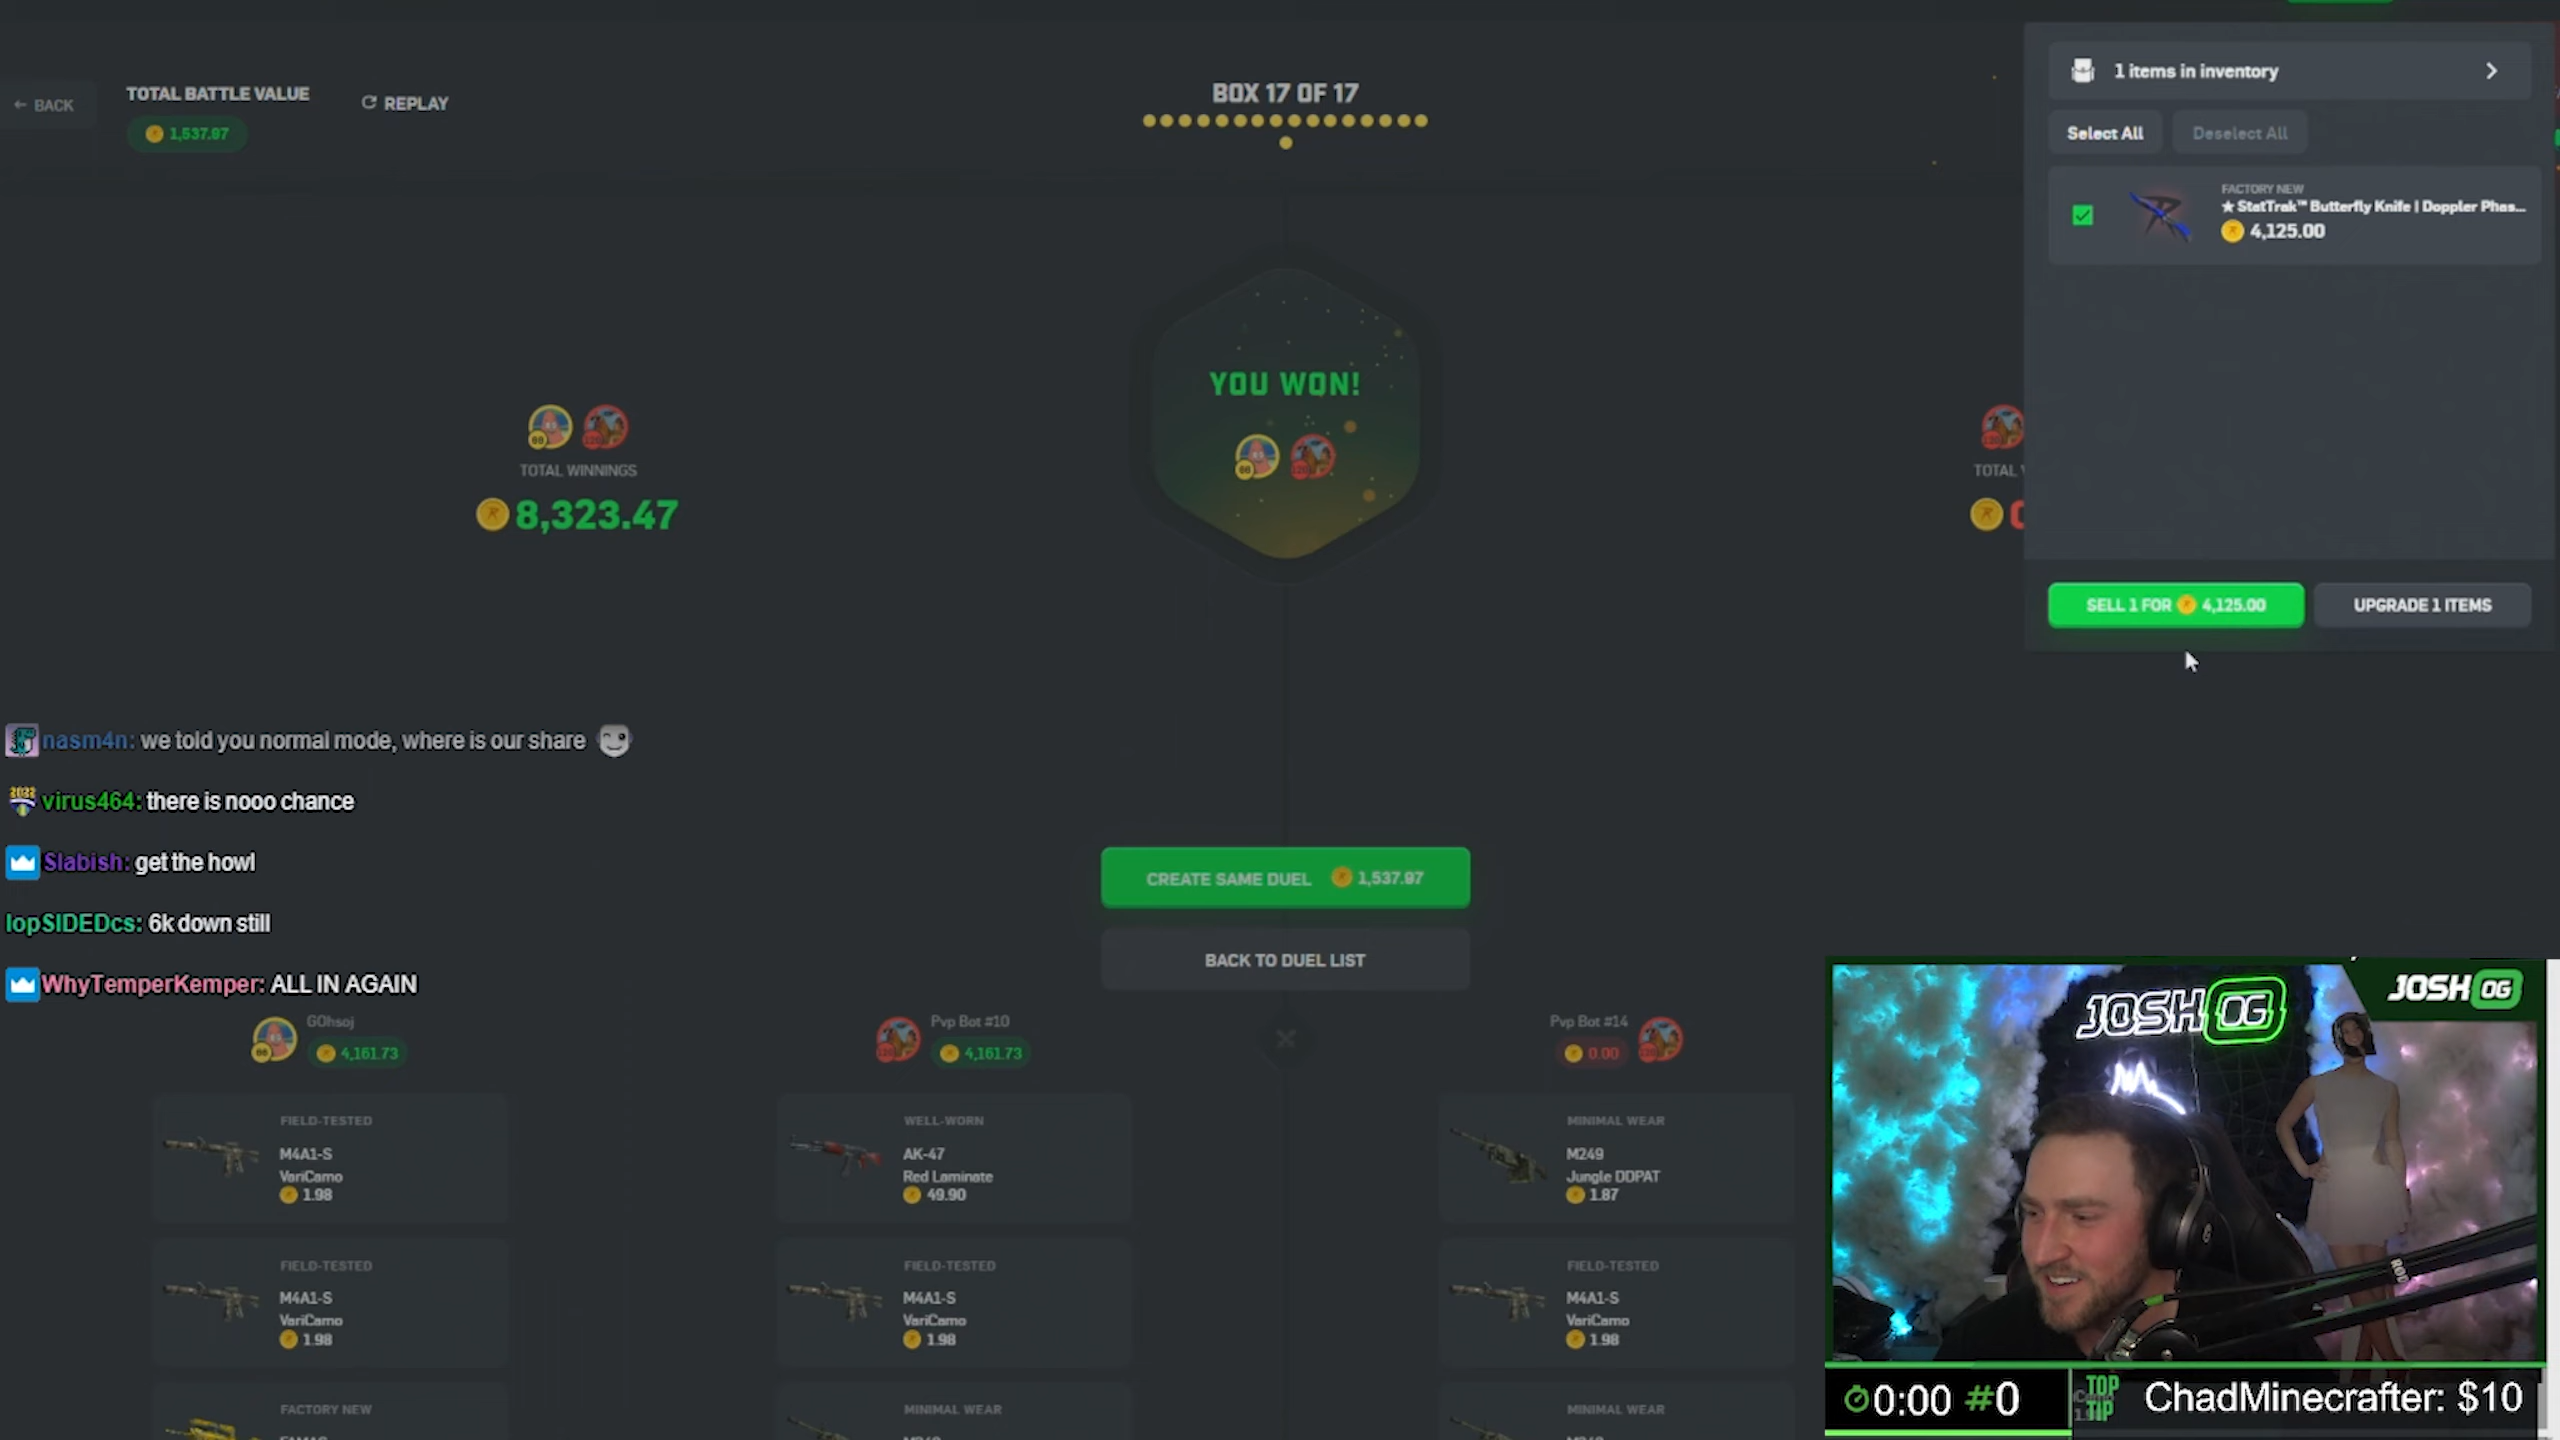 ← BACK
TOTAL BATTLE VALUE
1,537.97
REPLAY
BOX 17 OF 17
1 items in inventory
Select All
Deselect All
FACTORY NEW
★ StatTrak™ Butterfly Knife | Doppler Phas...
4,125.00
YOU WON!
TOTAL WINNINGS
8,323.47
TOTAL
SELL 1 FOR 4,125.00
UPGRADE 1 ITEMS
nasm4n: we told you normal mode, where is our share
virus464: there is nooo chance
Slabish: get the howl
lopSIDEDcs: 6k down still
WhyTemperKemper: ALL IN AGAIN
CREATE SAME DUEL 1,537.97
BACK TO DUEL LIST
G0hsoj
4,161.73
Pvp Bot #10
4,161.73
Pvp Bot #14
0.00
FIELD-TESTED
M4A1-S
VariCamo
1.98
WELL-WORN
AK-47
Red Laminate
49.90
MINIMAL WEAR
M249
Jungle DDPAT
1.87
FIELD-TESTED
M4A1-S
VariCamo
1.98
FIELD-TESTED
M4A1-S
VariCamo
1.98
FIELD-TESTED
M4A1-S
VariCamo
1.98
FACTORY NEW
FAMAS
MINIMAL WEAR
M249
MINIMAL WEAR
M249
JOSH OG
JOSH OG
0:00 #0
TOP TIP
ChadMinecrafter: $10